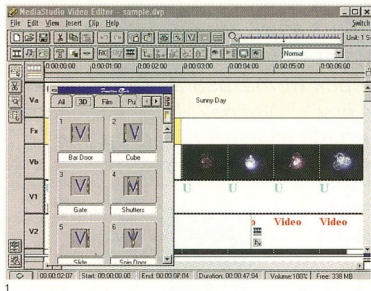 MediaStudio Video Editor - sample.dvp
File Edit View Insert Clip Help Switch
Unit: 1 S
Normal
0:00:00:00 0:00:01:00 0:00:02:00 0:00:03:00 0:00:04:00 0:00:05:00 0:00:06:00
All 3D Film Pu
Va
Sunny Day
Fx
1 2
V V
Bar Door Cube
Vb
3 4
V M
Gate Shutters
V1
U U U U
5 6
V
Slide Spin Door
V2
Video Video
Fx
00:00:02:07 Start: 00:00:00:00 End: 00:00:07:04 Duration: 00:00:47:94 Volume:100% Free: 338 MB
1